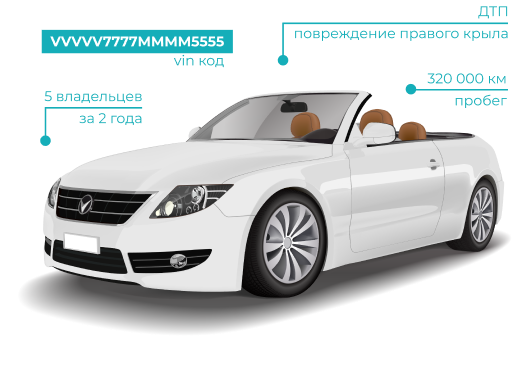 ДТП
повреждение правого крыла
VVVVV7777MMMM5555
vin код
320 000 км
пробег
5 владельцев
за 2 года